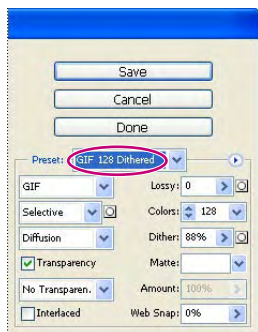 Save
Cancel
Done
Preset: GIF 128 Dithered
GIF Lossy: 0
Selective Colors: 128
Diffusion Dither: 88%
Transparency Matte:
No Transparen. Amount: 100%
Interlaced Web Snap: 0%